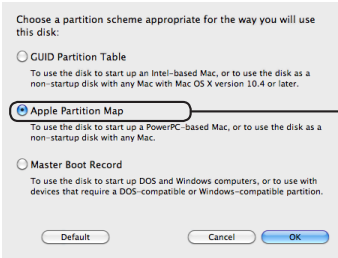 Choose a partition scheme appropriate for the way you will use
this disk:
GUID Partition Table
To use the disk to start up an Intel-based Mac, or to use the disk as a
non-startup disk with any Mac with Mac OS X version 10.4 or later.
Apple Partition Map
To use the disk to start up a PowerPC-based Mac, or to use the disk as a
non-startup disk with any Mac.
Master Boot Record
To use the disk to start up DOS and Windows computers, or to use with
devices that require a DOS-compatible or Windows-compatible partition.
Default
Cancel
OK